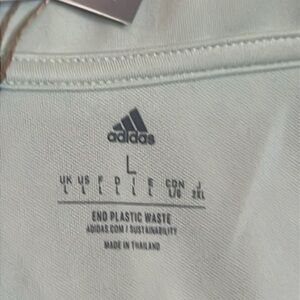 adidas
L
UK US F D I E CDN J
L L L L L L L/G 2XL
END PLASTIC WASTE
ADIDAS.COM / SUSTAINABILITY
MADE IN THAILAND